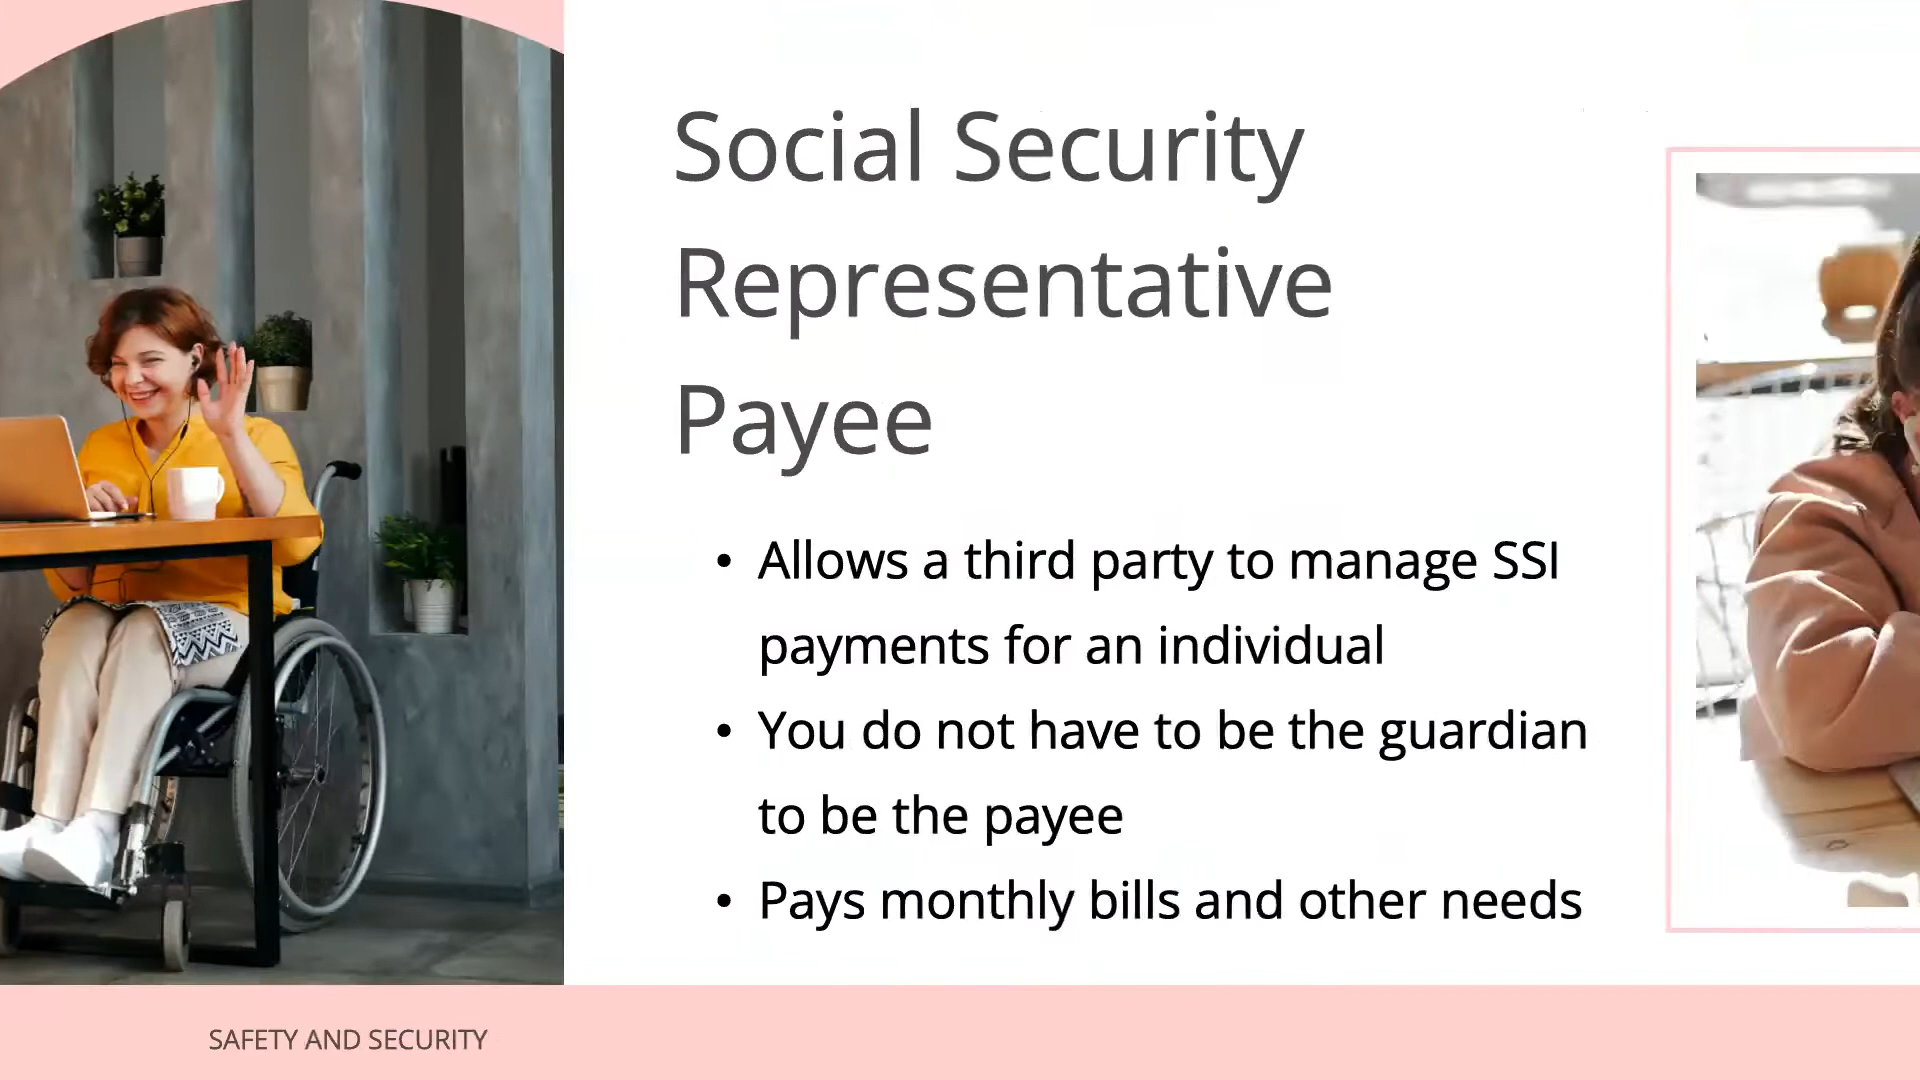 Social Security
Representative
Payee
• Allows a third party to manage SSI
payments for an individual
• You do not have to be the guardian
to be the payee
• Pays monthly bills and other needs
SAFETY AND SECURITY